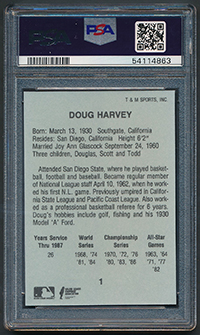 PSA
54114863
T & M SPORTS, INC
DOUG HARVEY
Born: March 13, 1930 Southgate, California
Resides: San Diego, California Height 6'2"
Married Joy Ann Glascock September 24, 1960
Three children, Douglas, Scott and Todd
Attended San Diego State, where he played basket-
ball, football and baseball. Became regular member
of National League staff April 10, 1962, when he worked
his first N.L. game. Previously umpired in California
State League and Pacific Coast League. Also worked
as a professional basketball referee for 6 years.
Doug's hobbies include golf, fishing and his 1930
Model "A" Ford.
Years Service World Championship All-Star
Thru 1987 Series Series Games
26 1968, '74 1970, '72, '76 1963, '64
'81, '84 '80, '83, '86 '71, '77
'82
1